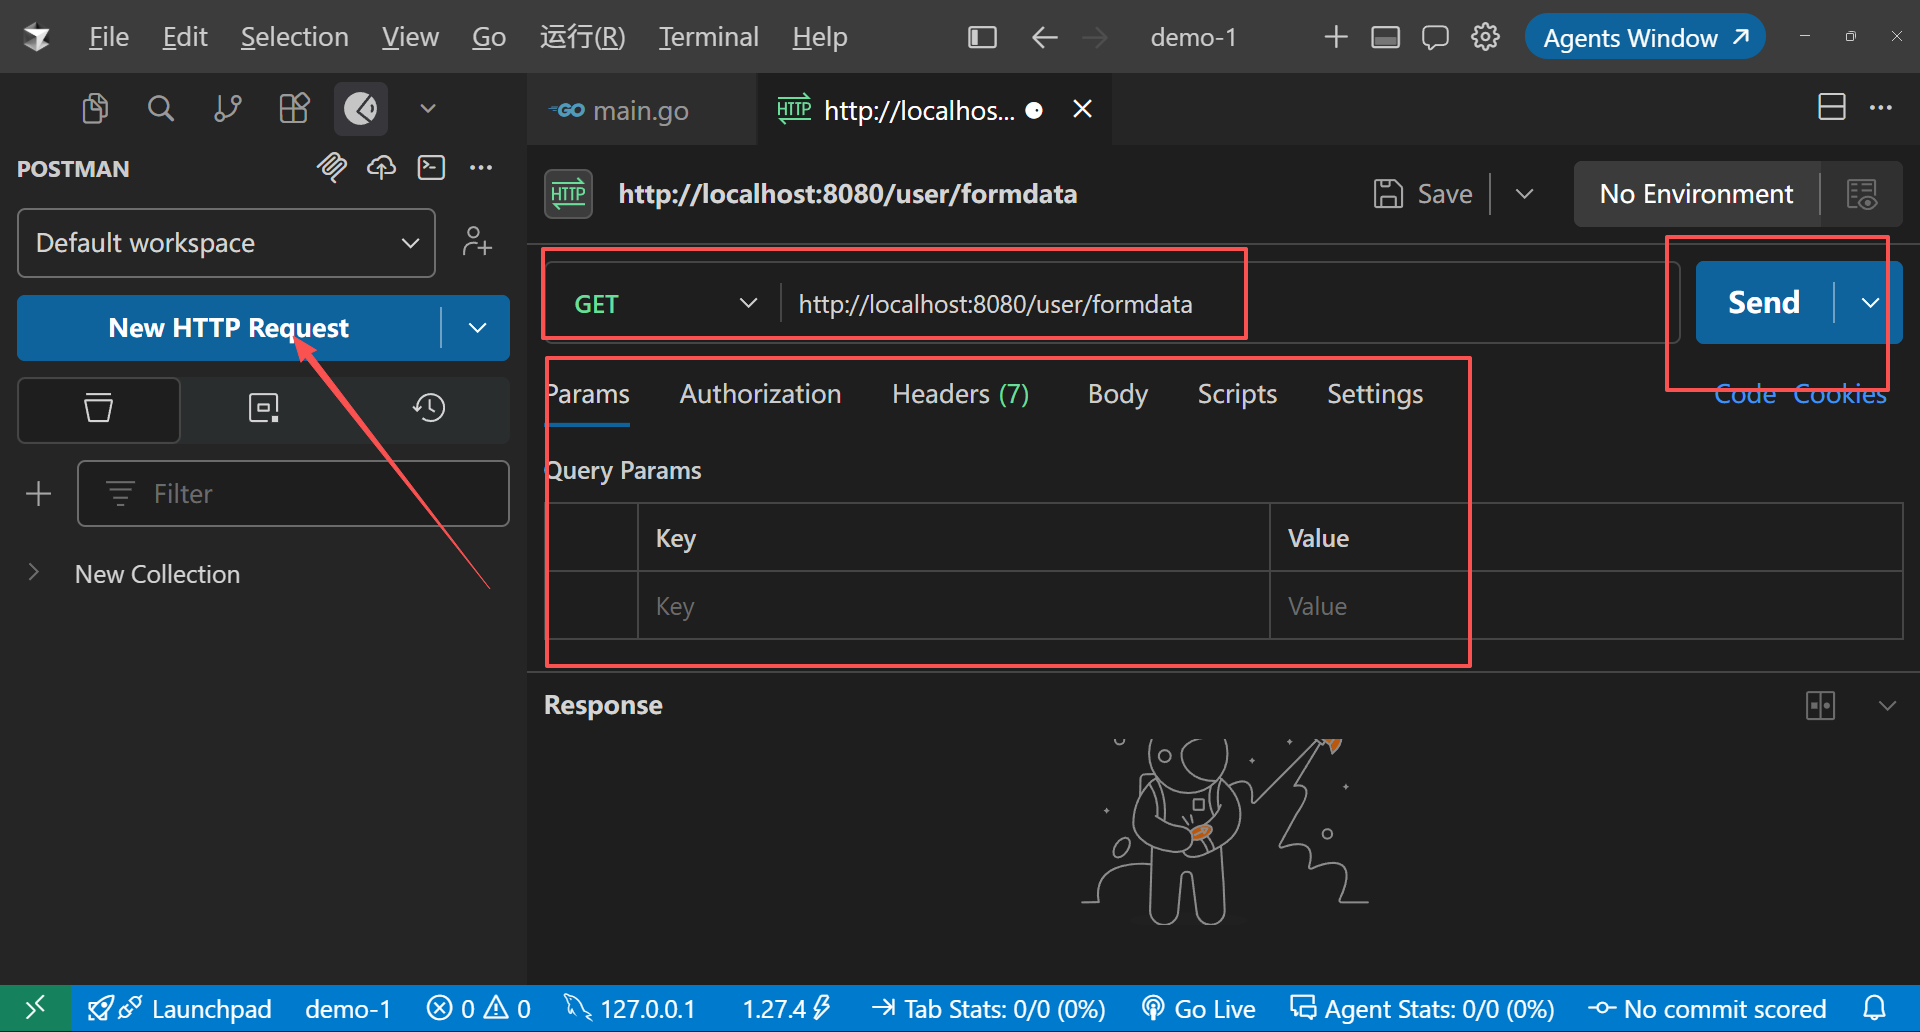 File Edit Selection View Go 运行(R) Terminal Help demo-1 Agents Window
GO main.go HTTP http://localhos...
POSTMAN
HTTP http://localhost:8080/user/formdata Save No Environment
Default workspace
GET http://localhost:8080/user/formdata Send
New HTTP Request
Params Authorization Headers (7) Body Scripts Settings Code Cookies
Query Params
Filter
Key Value
New Collection
Key Value
Response
Launchpad demo-1 0 0 127.0.0.1 1.27.4 Tab Stats: 0/0 (0%) Go Live Agent Stats: 0/0 (0%) No commit scored